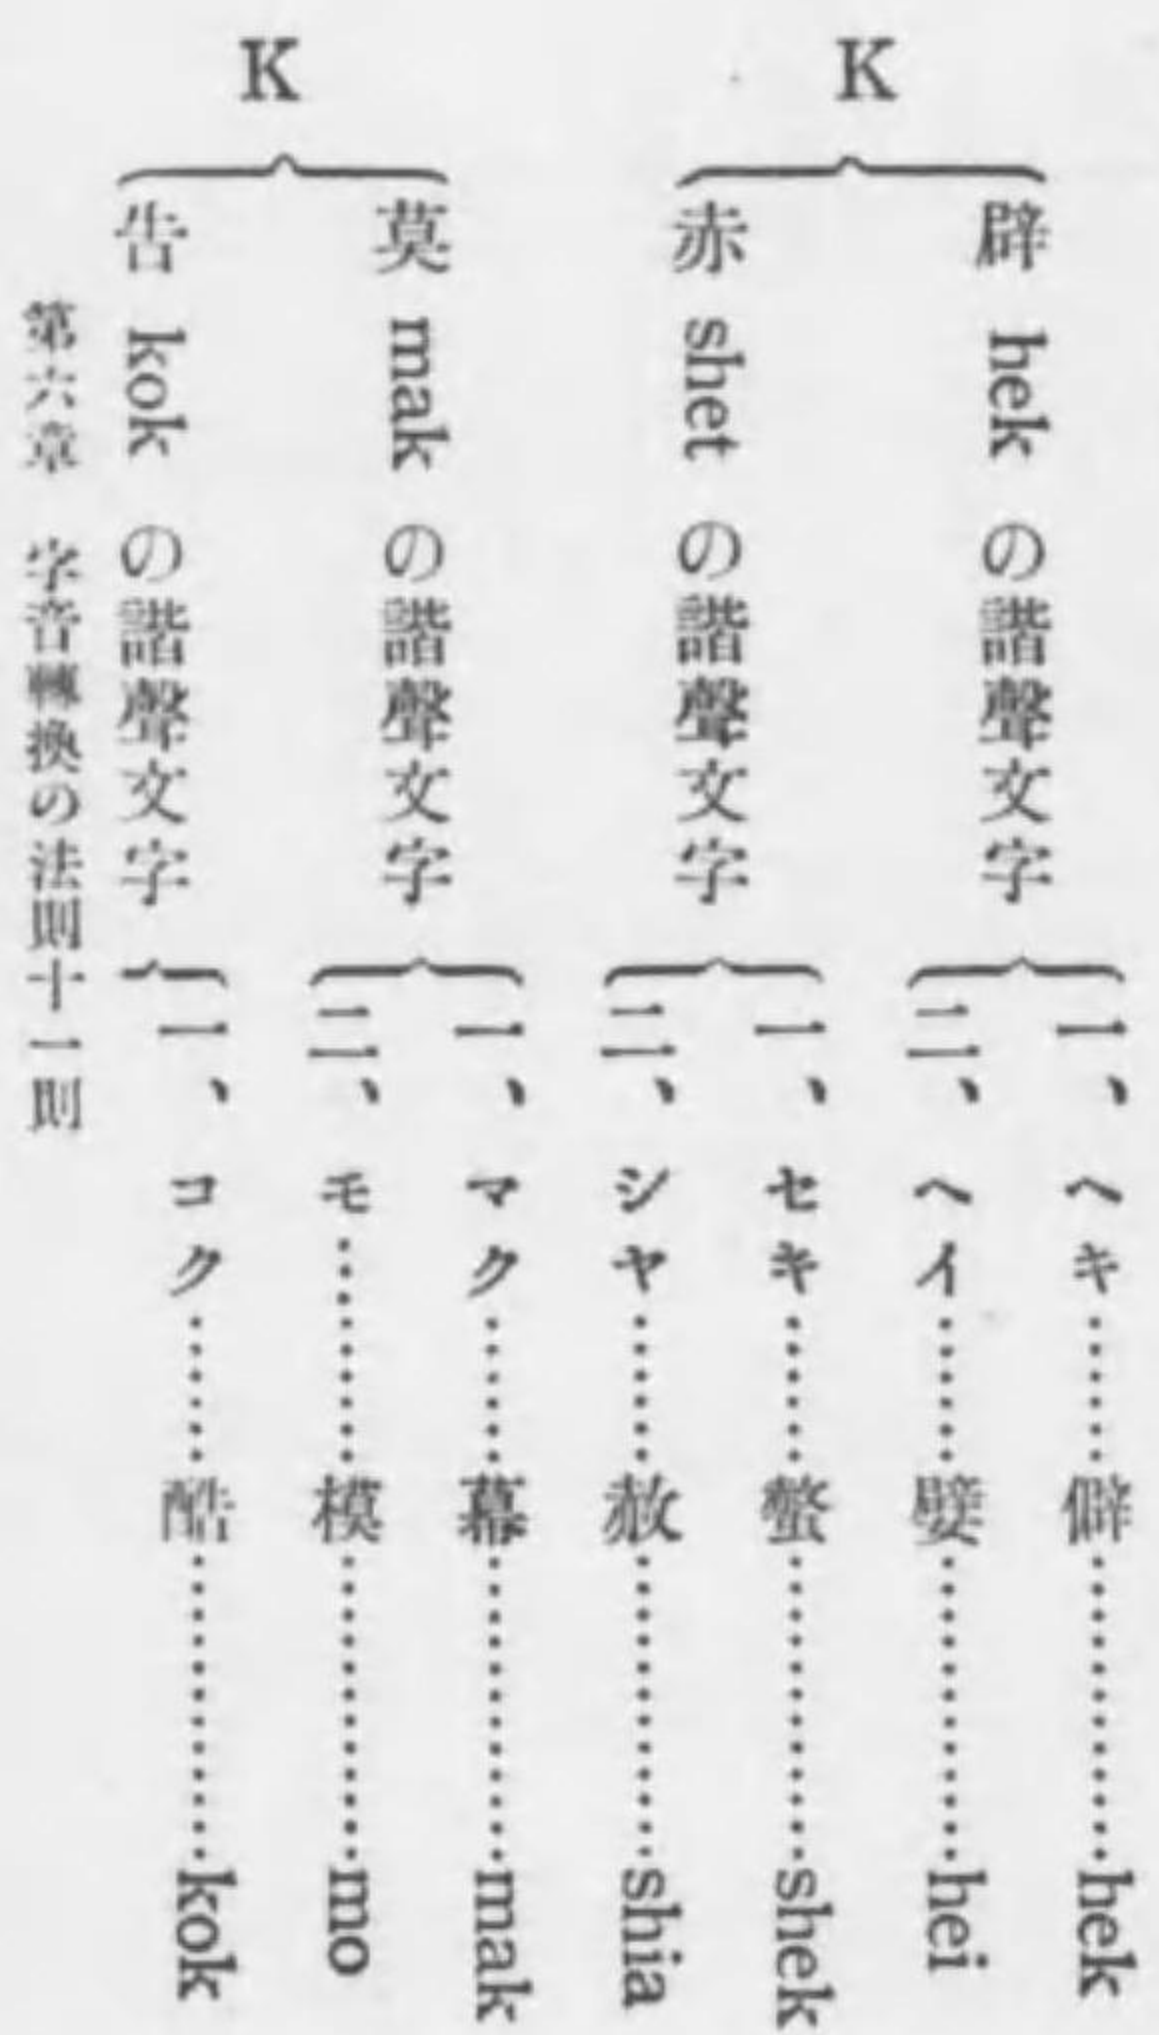 K
辟 hek の諧聲文字
一、ヘキ……僻…………hek
二、ヘイ……嬖…………hei
赤 shet の諧聲文字
一、セキ……螫…………shek
二、シヤ……赦…………shia
K
莫 mak の諧聲文字
一、マク……幕…………mak
二、モ………模…………mo
告 kok の諧聲文字
一、コク……酷…………kok
第六章 字音轉換の法則十一則